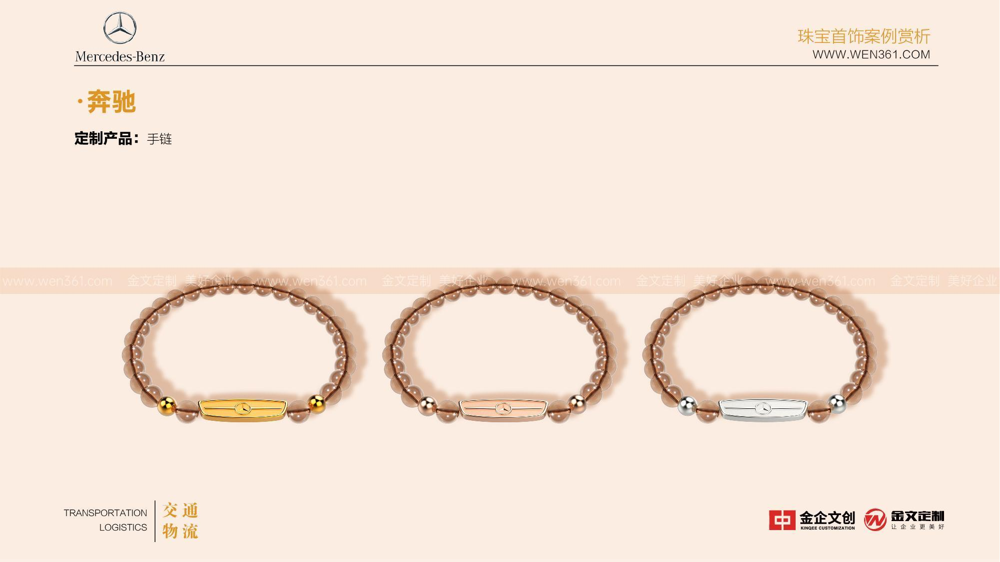 Mercedes-Benz
珠宝首饰案例赏析
WWW.WEN361.COM
·奔驰
定制产品：手链
www.wen361.com 金文定制 美好企业 www.wen361.com 金文定制 美好企业 www.wen361.com 金文定制 美好企业 www.wen361.com 金文定制 美好企业
TRANSPORTATION
LOGISTICS
交通
物流
金企文创
KINQEE CUSTOMIZATION
金文定制
让企业更美好